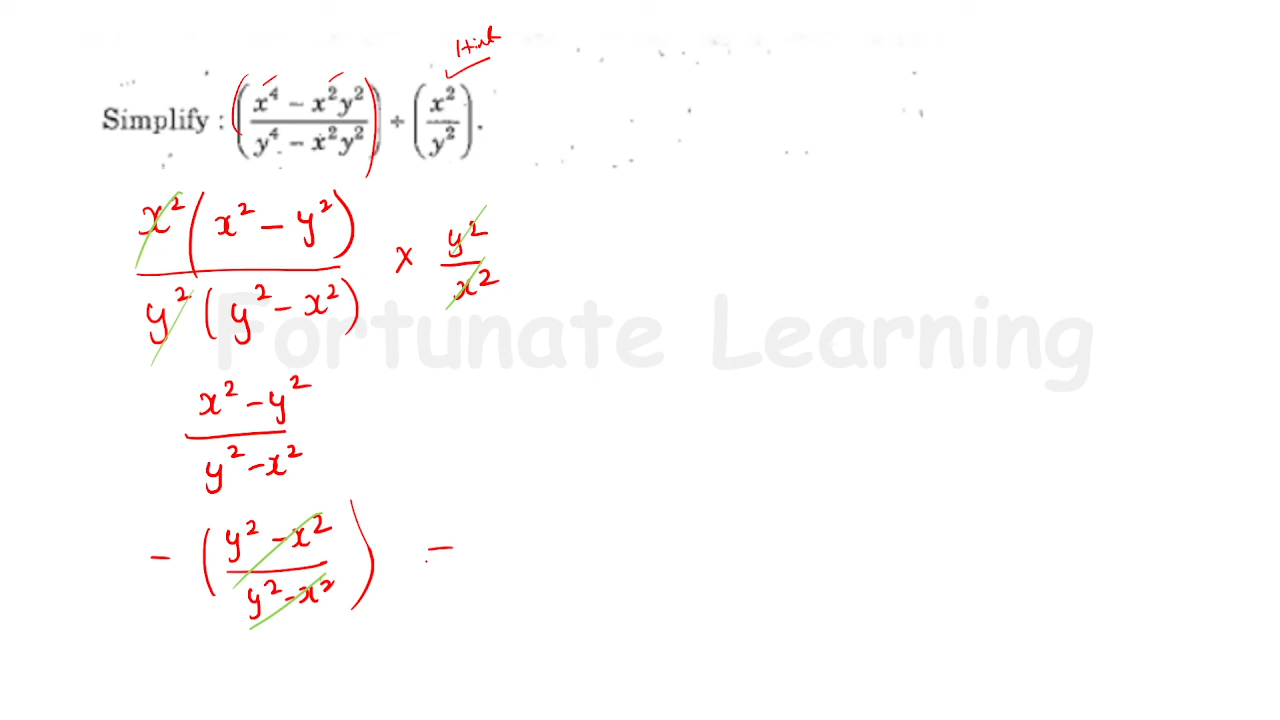 Hint
Simplify : ( x⁴ − x²y² / y⁴ − x²y² ) ÷ ( x² / y² ).
x² ( x² − y² ) / y² ( y² − x² ) × y² / x²
Fortunate Learning
x² − y² / y² − x²
− ( y² − x² / y² − x² ) =